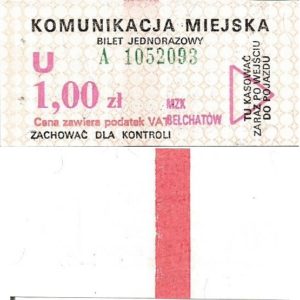 KOMUNIKACJA MIEJSKA
BILET JEDNORAZOWY
A 1052093
U
1,00 zł
MZK
Cena zawiera podatek VAT
BEŁCHATÓW
ZACHOWAĆ DLA KONTROLI
TU KASOWAĆ
ZARAZ PO WEJŚCIU
DO POJAZDU